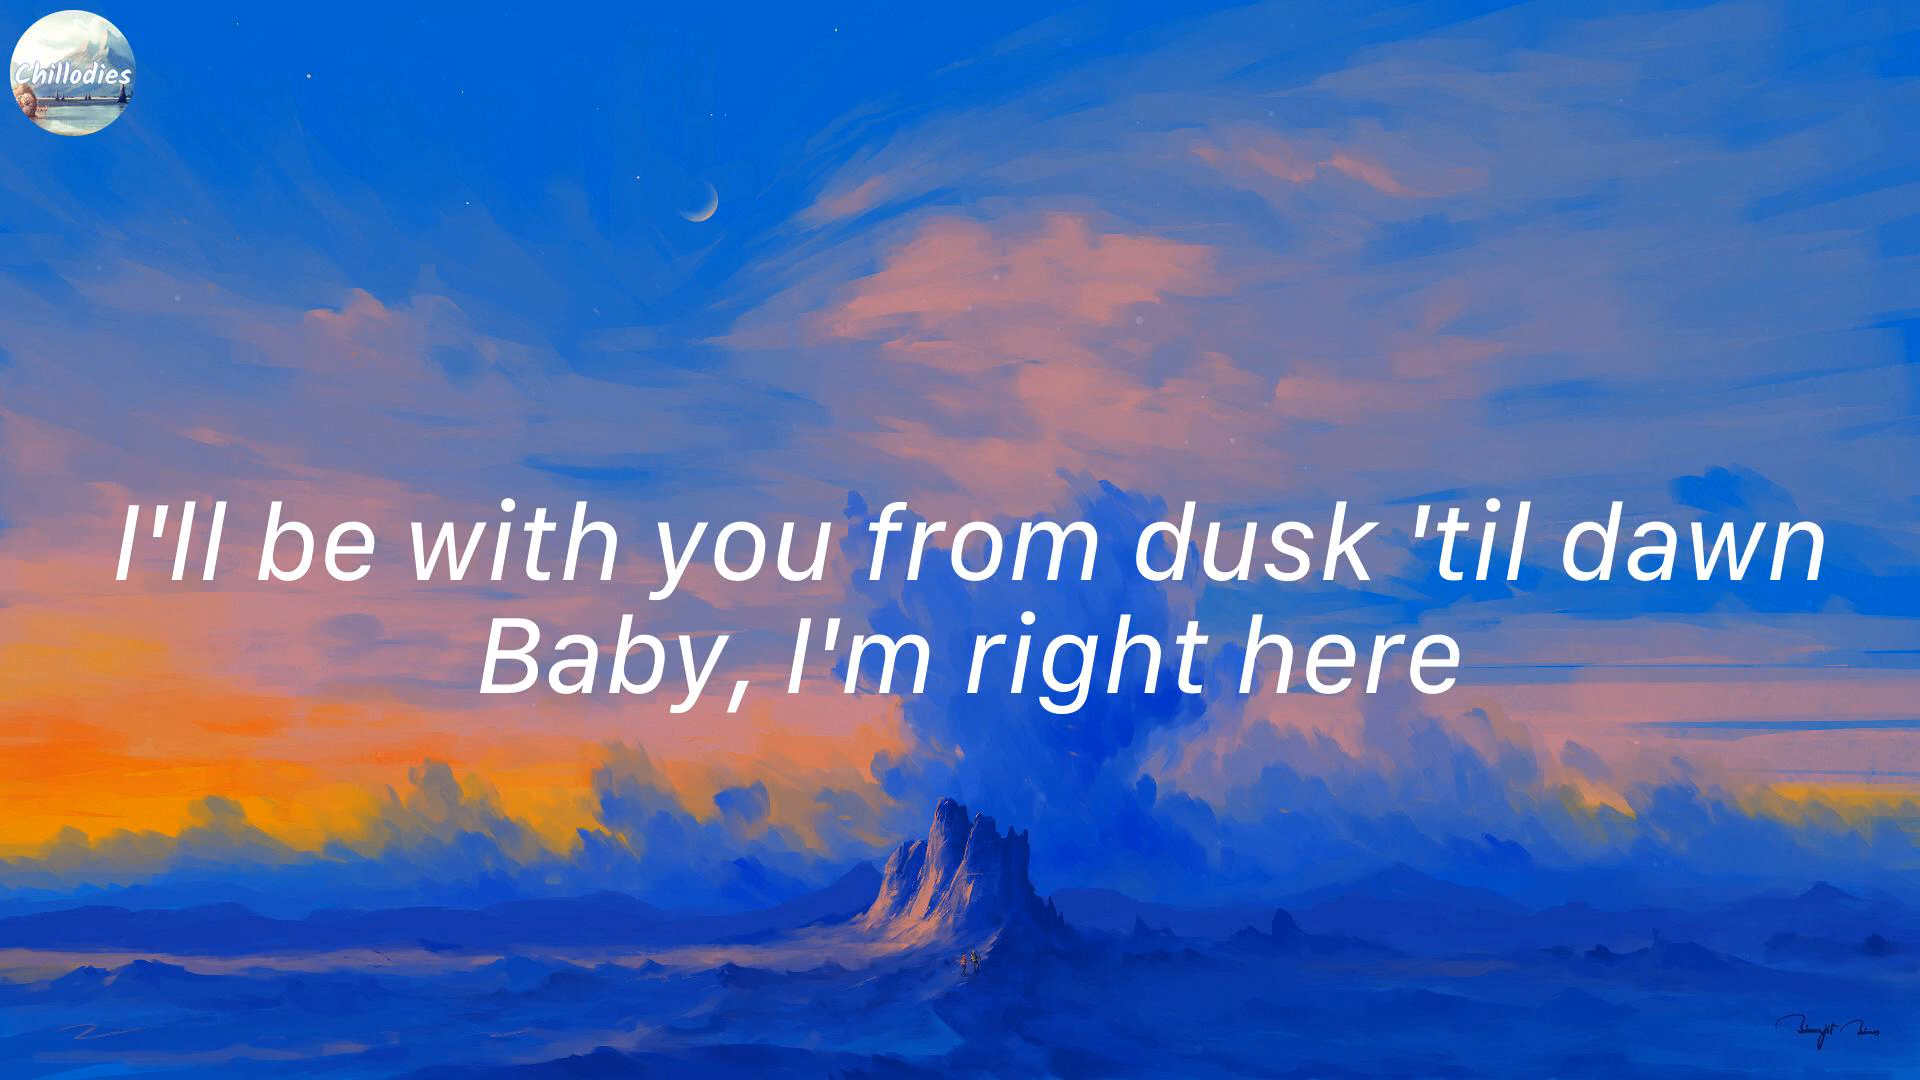 Chillodies
I'll be with you from dusk 'til dawn
Baby, I'm right here